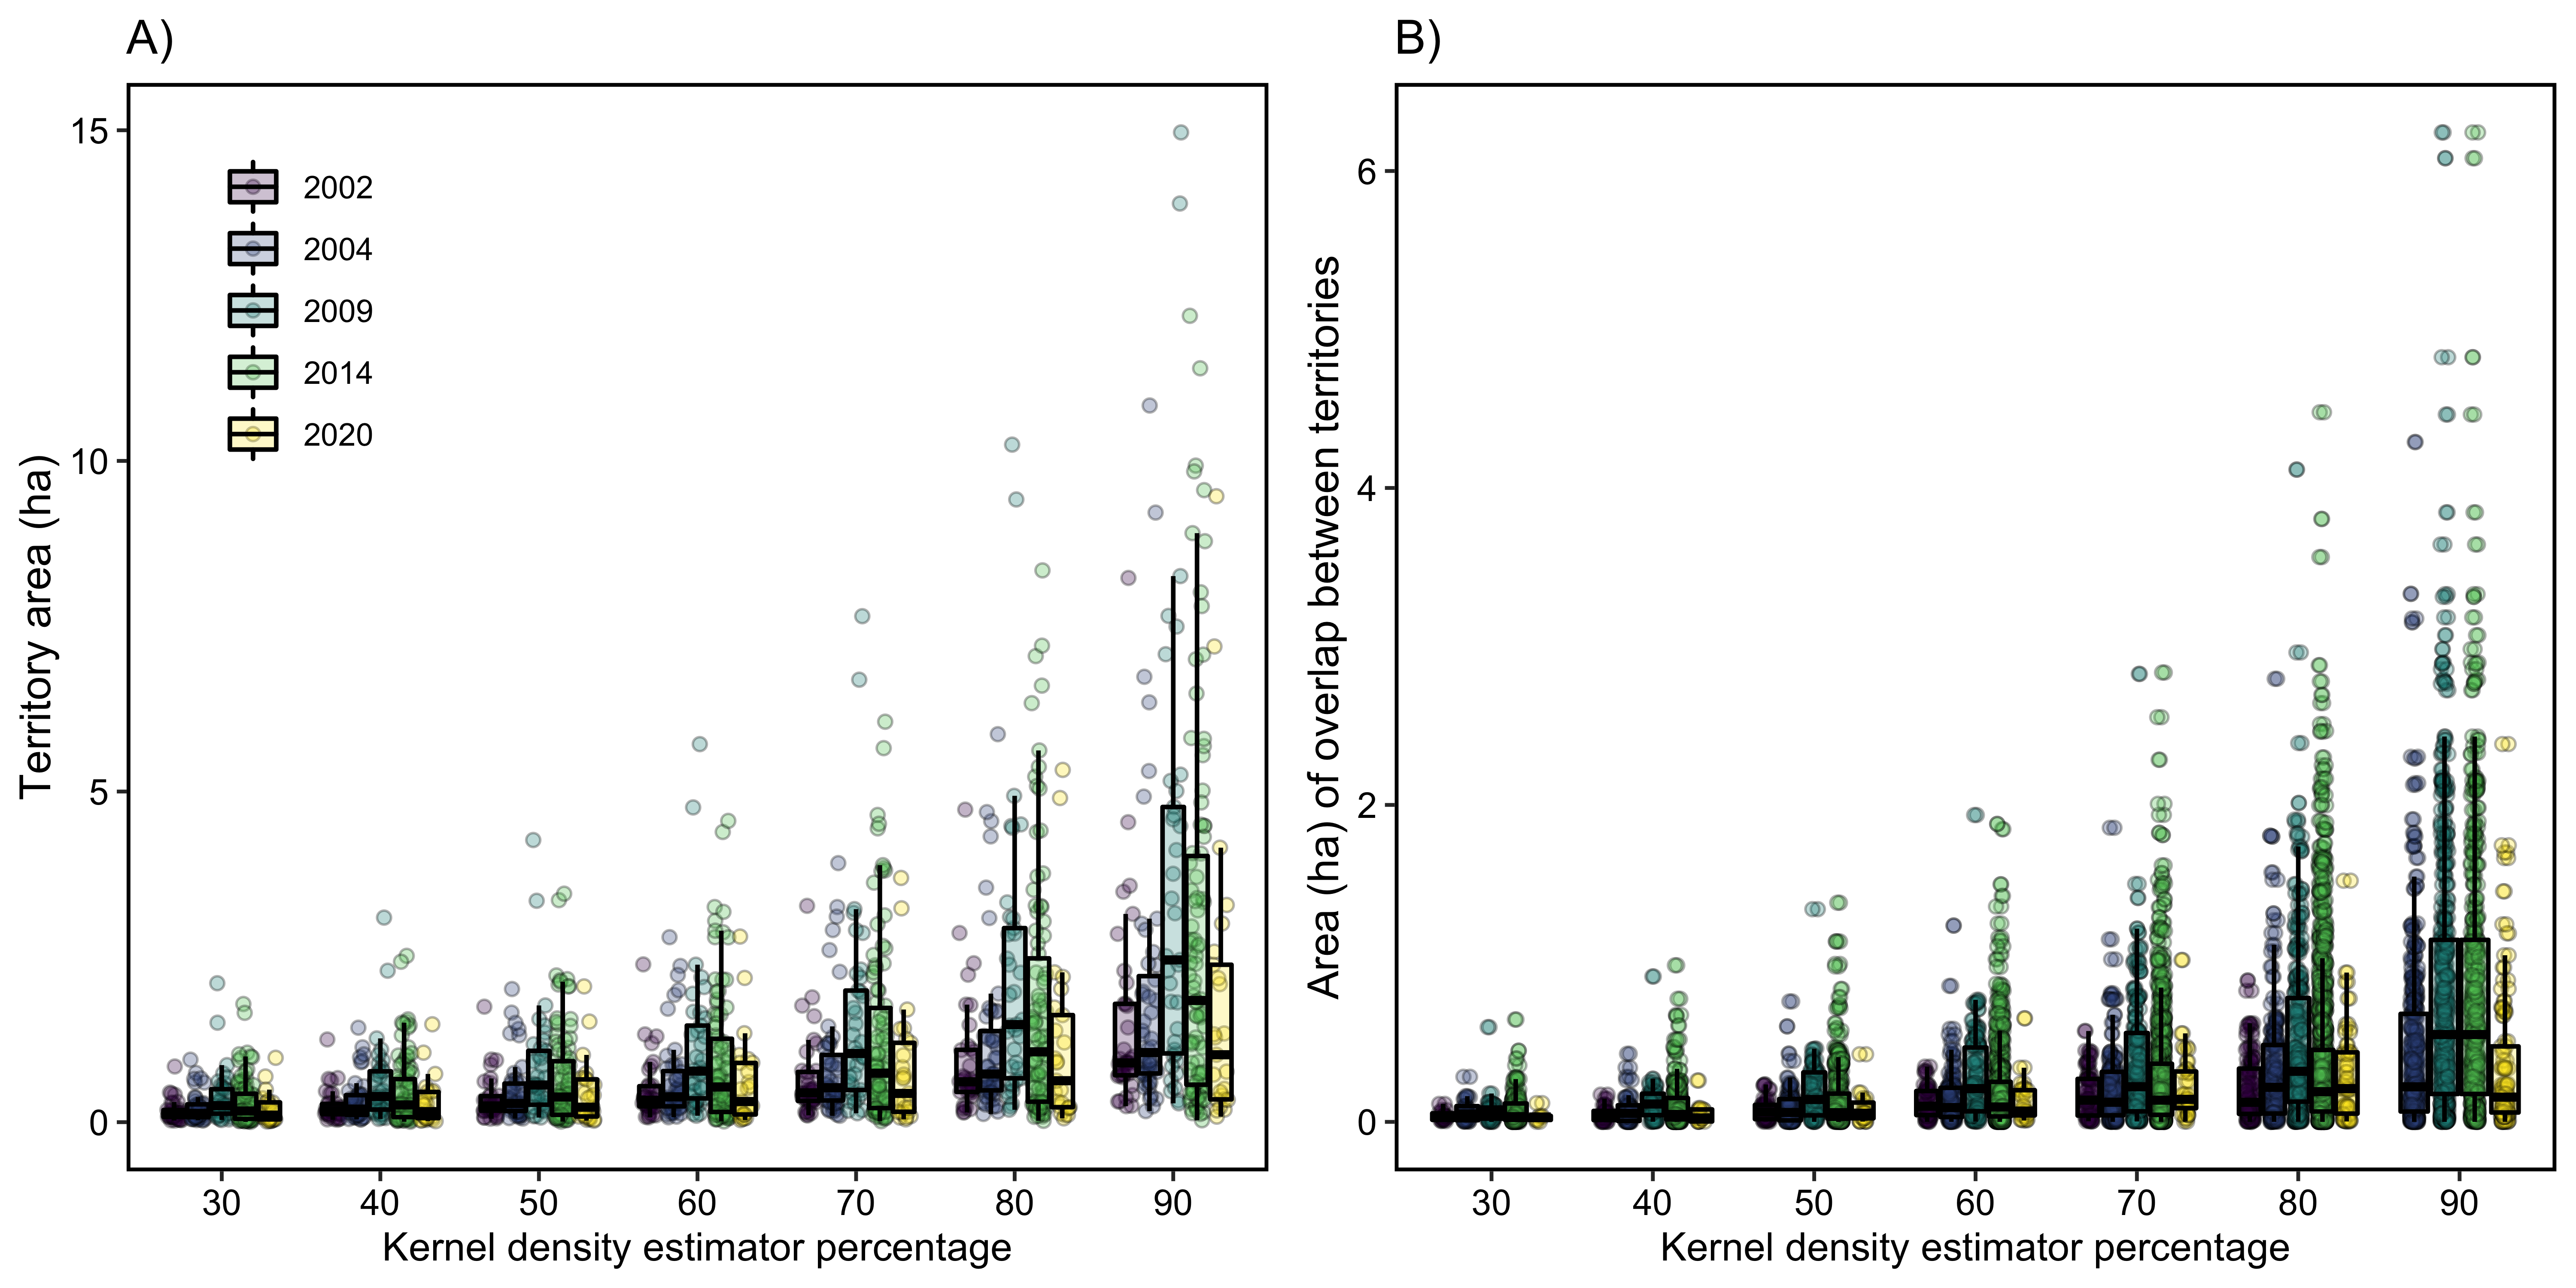 A)
Territory area (ha)
15
10
5
0
2002
2004
2009
2014
2020
30 40 50 60 70 80 90
Kernel density estimator percentage
B)
Area (ha) of overlap between territories
6
4
2
0
30 40 50 60 70 80 90
Kernel density estimator percentage